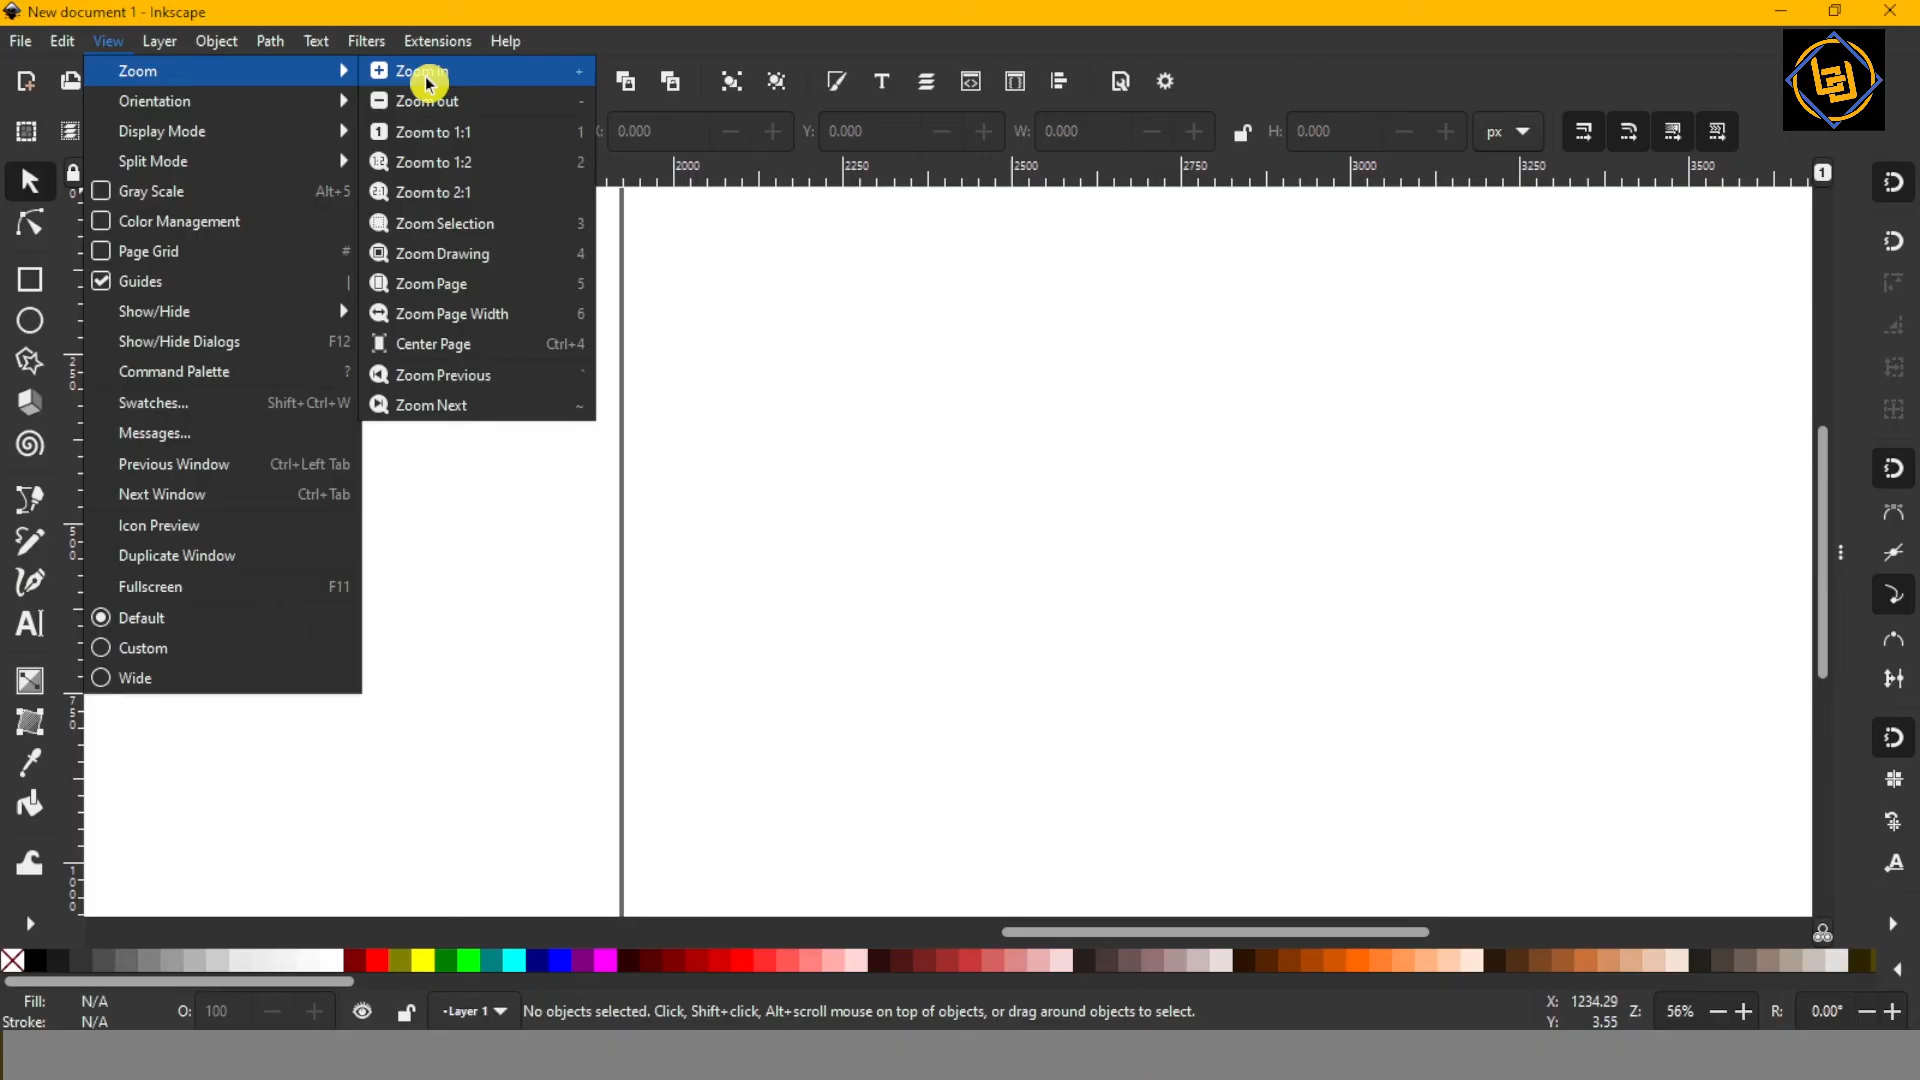 New document 1 - Inkscape
File Edit View Layer Object Path Text Filters Extensions Help
Zoom
Orientation
Display Mode
Split Mode
Gray Scale Alt+5
Color Management
Page Grid #
Guides |
Show/Hide
Show/Hide Dialogs F12
Command Palette ?
Swatches... Shift+Ctrl+W
Messages...
Previous Window Ctrl+Left Tab
Next Window Ctrl+Tab
Icon Preview
Duplicate Window
Fullscreen F11
Default
Custom
Wide
Zoom In +
Zoom out -
Zoom to 1:1 1
Zoom to 1:2 2
Zoom to 2:1
Zoom Selection 3
Zoom Drawing 4
Zoom Page 5
Zoom Page Width 6
Center Page Ctrl+4
Zoom Previous `
Zoom Next ~
0.000 Y: 0.000 W: 0.000 H: 0.000 px
2000 2250 2500 2750 3000 3250 3500 1
0
250
500
750
1000
Fill: N/A
Stroke: N/A
O: 100
Layer 1
No objects selected. Click, Shift+click, Alt+scroll mouse on top of objects, or drag around objects to select.
X: 1234.29
Y: 3.55
Z: 56%
R: 0.00°